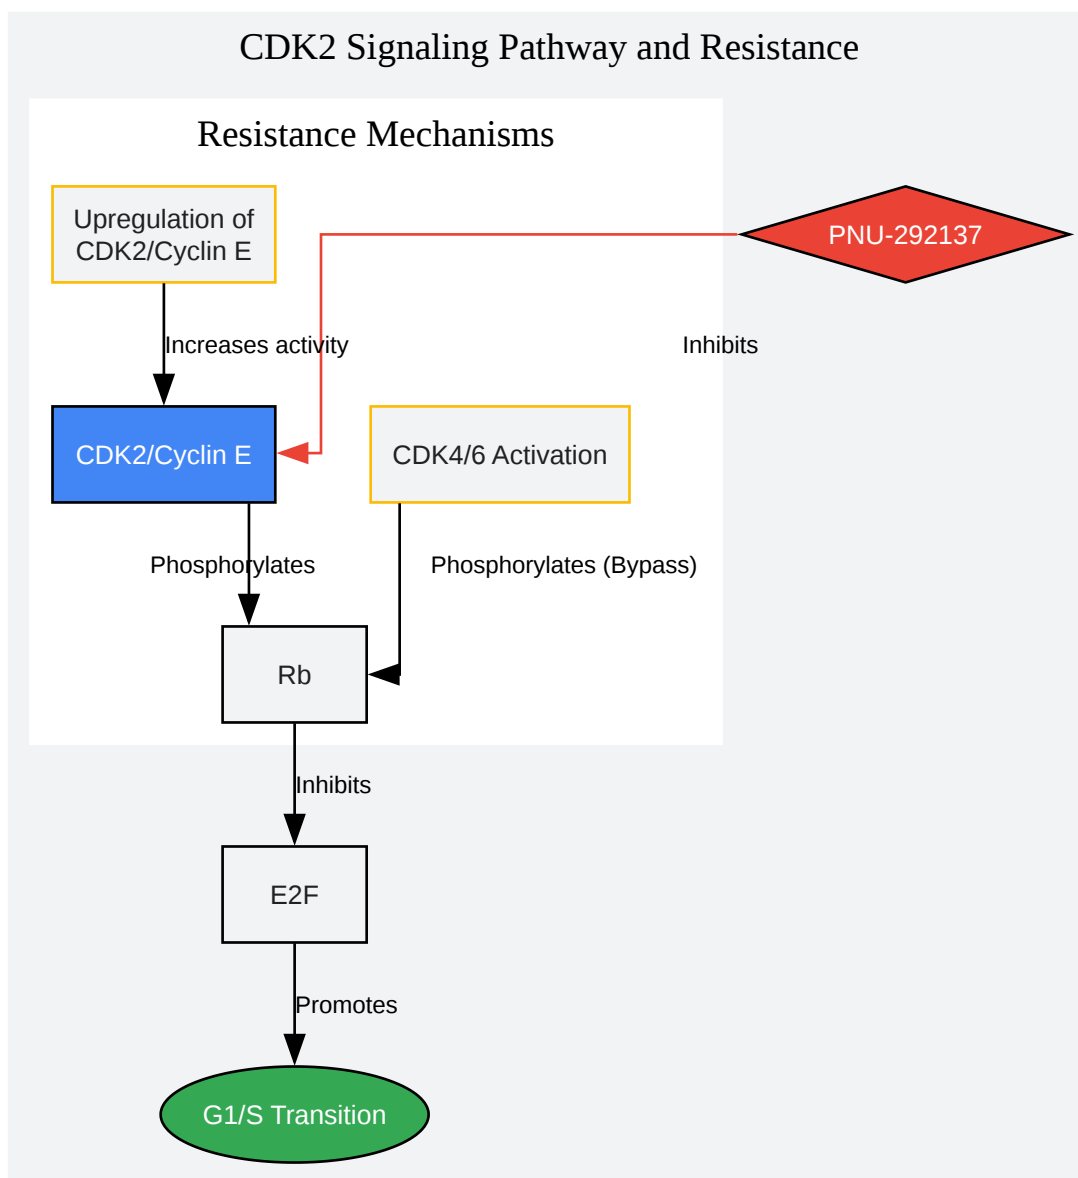 CDK2 Signaling Pathway and Resistance
Resistance Mechanisms
Upregulation of
CDK2/Cyclin E
PNU-292137
Increases activity
Inhibits
CDK2/Cyclin E
CDK4/6 Activation
Phosphorylates
Phosphorylates (Bypass)
Rb
Inhibits
E2F
Promotes
G1/S Transition